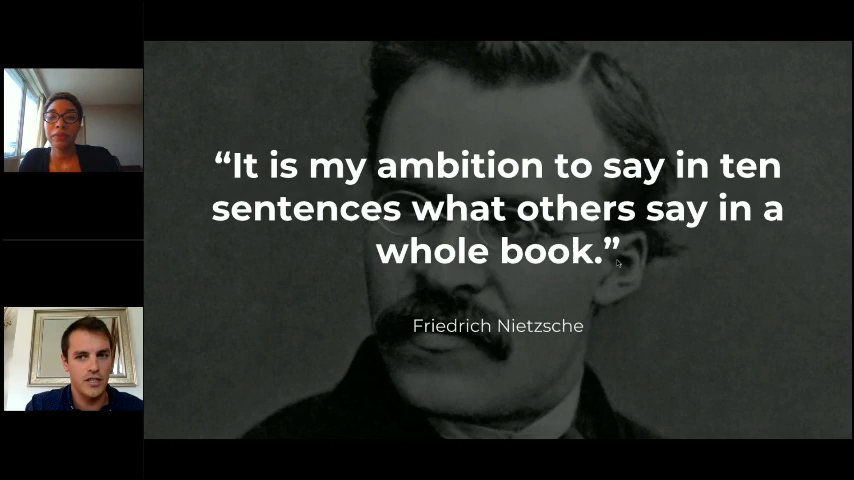 “It is my ambition to say in ten
sentences what others say in a
whole book.”
Friedrich Nietzsche